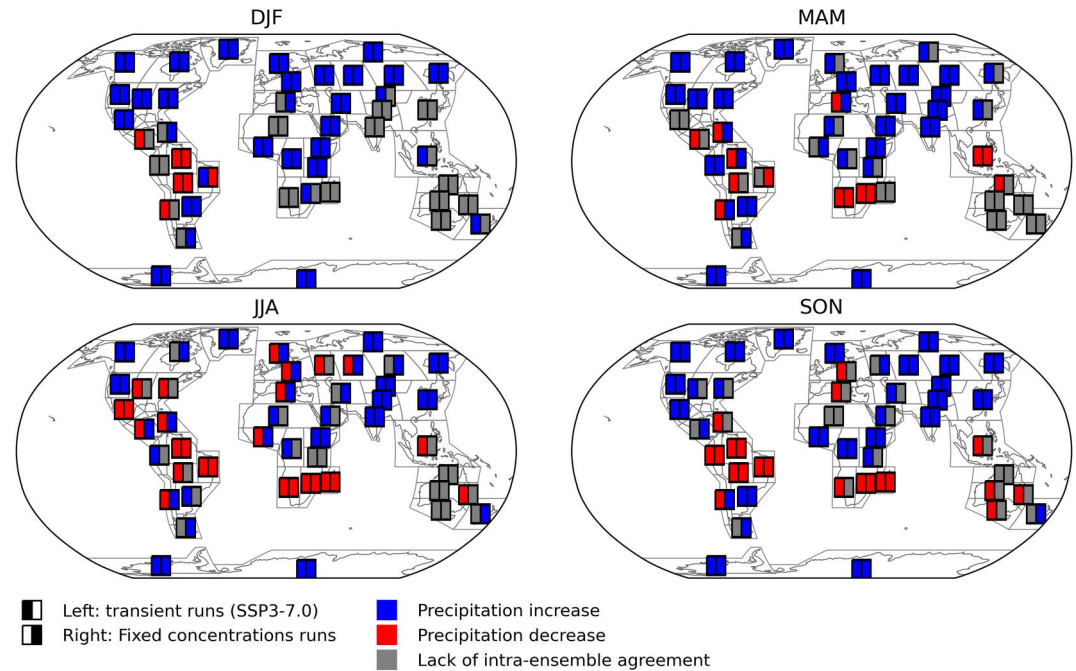 DJF
MAM
JJA
SON
Left: transient runs (SSP3-7.0)
Right: Fixed concentrations runs
Precipitation increase
Precipitation decrease
Lack of intra-ensemble agreement